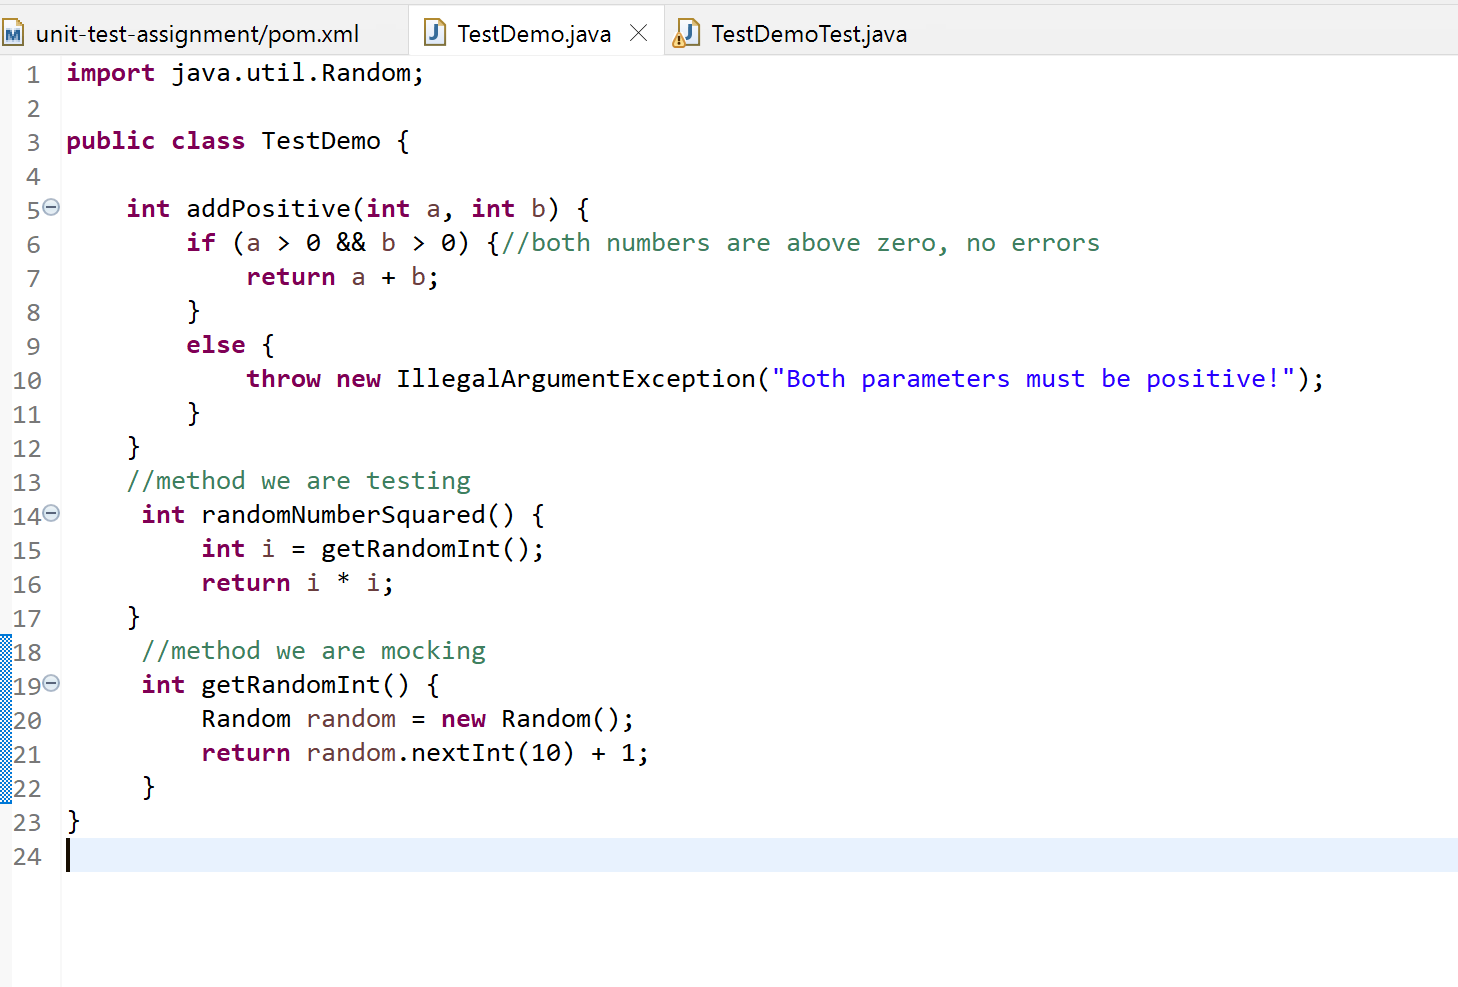 unit-test-assignment/pom.xml TestDemo.java TestDemoTest.java
1 import java.util.Random;
2
3 public class TestDemo {
4
5 int addPositive(int a, int b) {
6 if (a > 0 && b > 0) {//both numbers are above zero, no errors
7 return a + b;
8 }
9 else {
10 throw new IllegalArgumentException("Both parameters must be positive!");
11 }
12 }
13 //method we are testing
14 int randomNumberSquared() {
15 int i = getRandomInt();
16 return i * i;
17 }
18 //method we are mocking
19 int getRandomInt() {
20 Random random = new Random();
21 return random.nextInt(10) + 1;
22 }
23 }
24